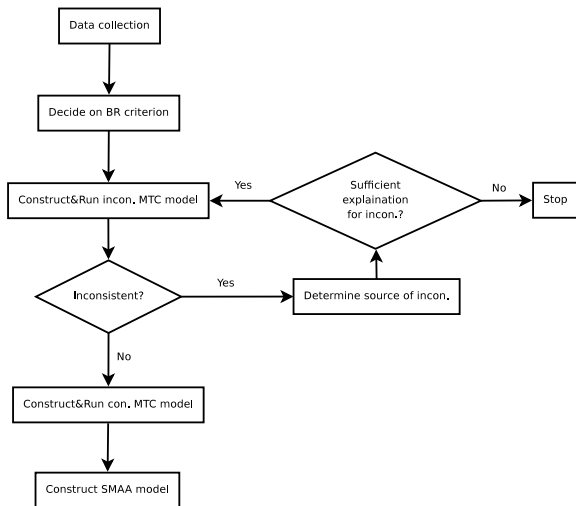 Data collection
Decide on BR criterion
Construct&Run incon. MTC model
Yes
Sufficient
explaination
for incon.?
No
Stop
Inconsistent?
Yes
Determine source of incon.
No
Construct&Run con. MTC model
Construct SMAA model